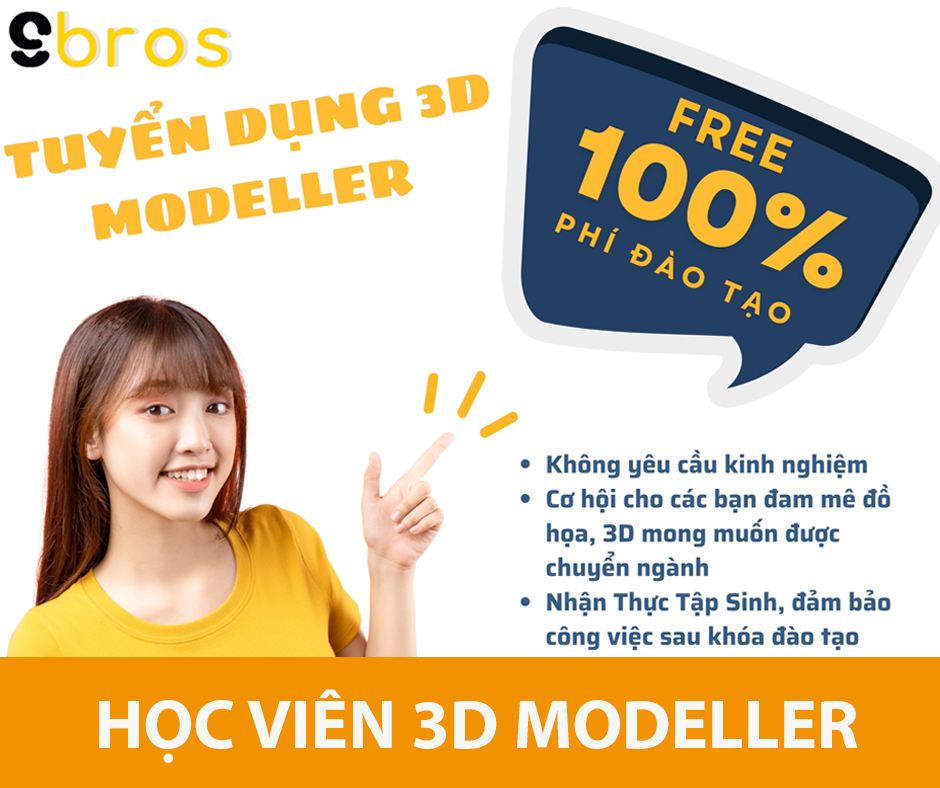 9bros
TUYỂN DỤNG 3D
MODELLER
FREE
100%
PHÍ ĐÀO TẠO
• Không yêu cầu kinh nghiệm
• Cơ hội cho các bạn đam mê đồ
họa, 3D mong muốn được
chuyển ngành
• Nhận Thực Tập Sinh, đảm bảo
công việc sau khóa đào tạo
HỌC VIÊN 3D MODELLER